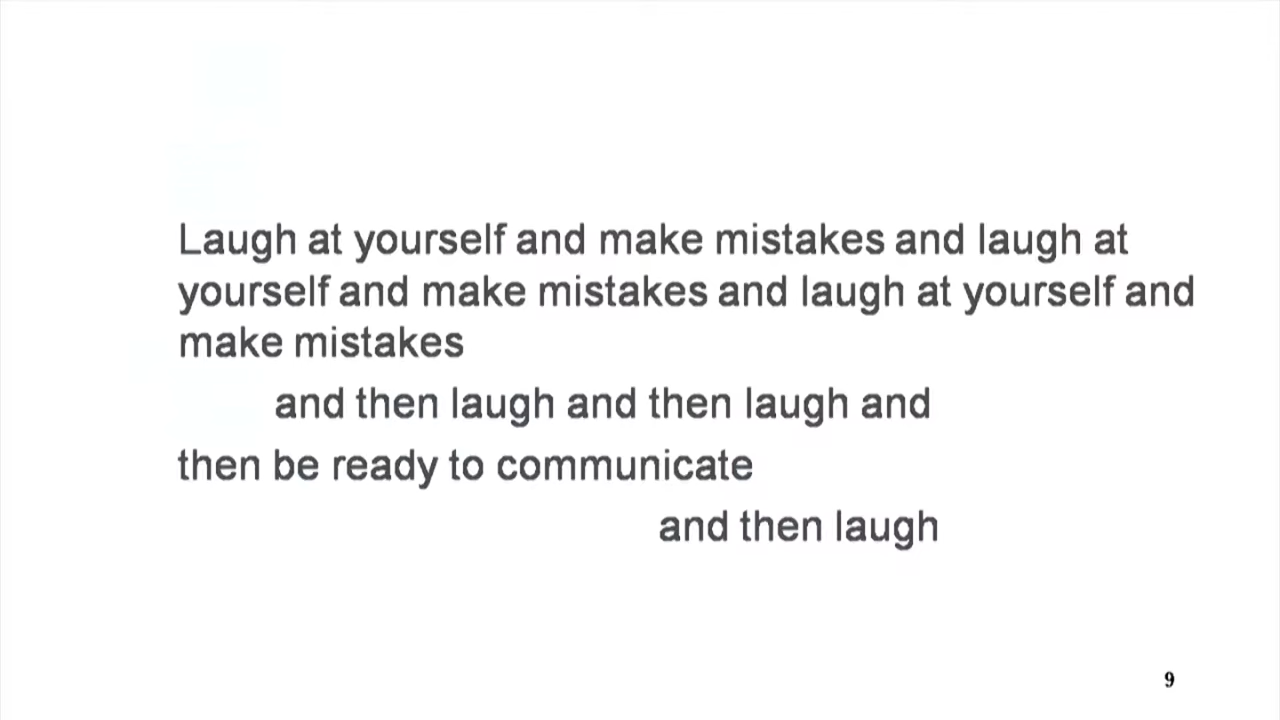 Laugh at yourself and make mistakes and laugh at
yourself and make mistakes and laugh at yourself and
make mistakes
and then laugh and then laugh and
then be ready to communicate
and then laugh
9